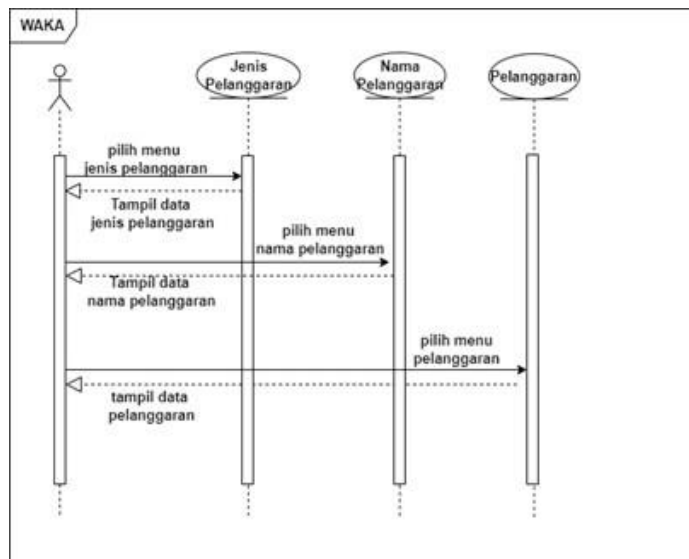 WAKA
Jenis
Pelanggaran
Nama
Pelanggaran
Pelanggaran
pilih menu
jenis pelanggaran
Tampil data
jenis pelanggaran
pilih menu
nama pelanggaran
Tampil data
nama pelanggaran
pilih menu
pelanggaran
tampil data
pelanggaran